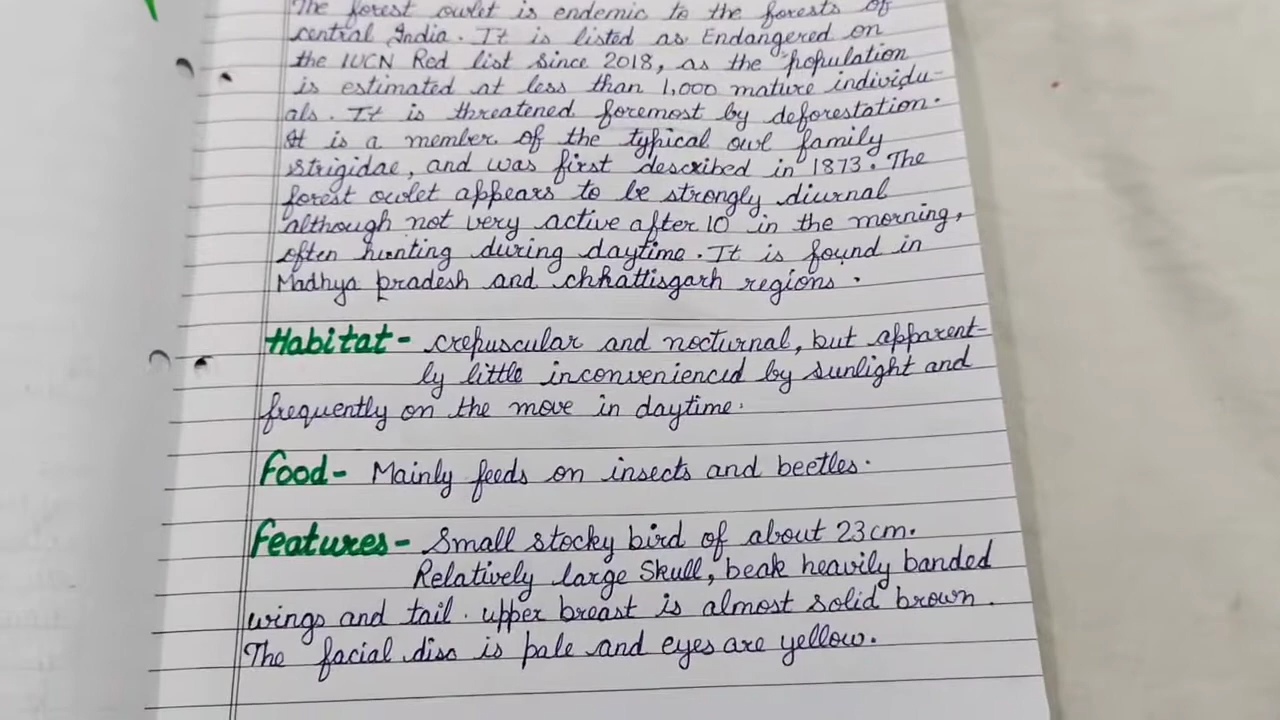 The forest owlet is endemic to the forests of
central India. It is listed as Endangered on
the IUCN Red list since 2018, as the population
is estimated at less than 1,000 mature individu-
als. It is threatened foremost by deforestation.
It is a member of the typical owl family
strigidae, and was first described in 1873. The
forest owlet appears to be strongly diurnal
although not very active after 10 in the morning,
often hunting during daytime. It is found in
Madhya pradesh and chhattisgarh regions.
Habitat- crepuscular and nocturnal, but apparent-
ly little inconvenienced by sunlight and
frequently on the move in daytime.
Food- Mainly feeds on insects and beetles.
Features- Small stocky bird of about 23cm.
Relatively large Skull, beak heavily banded
wings and tail. upper breast is almost solid brown.
The facial disc is pale and eyes are yellow.